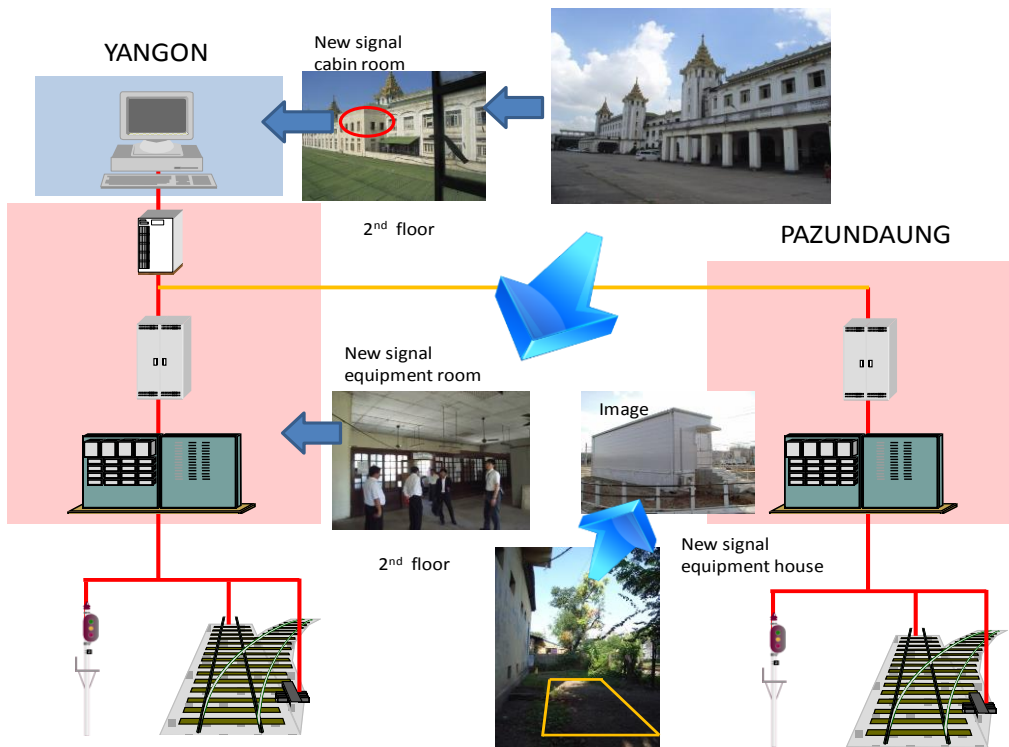 YANGON
New signal
cabin room
2nd floor
PAZUNDAUNG
New signal
equipment room
Image
2nd floor
New signal
equipment house